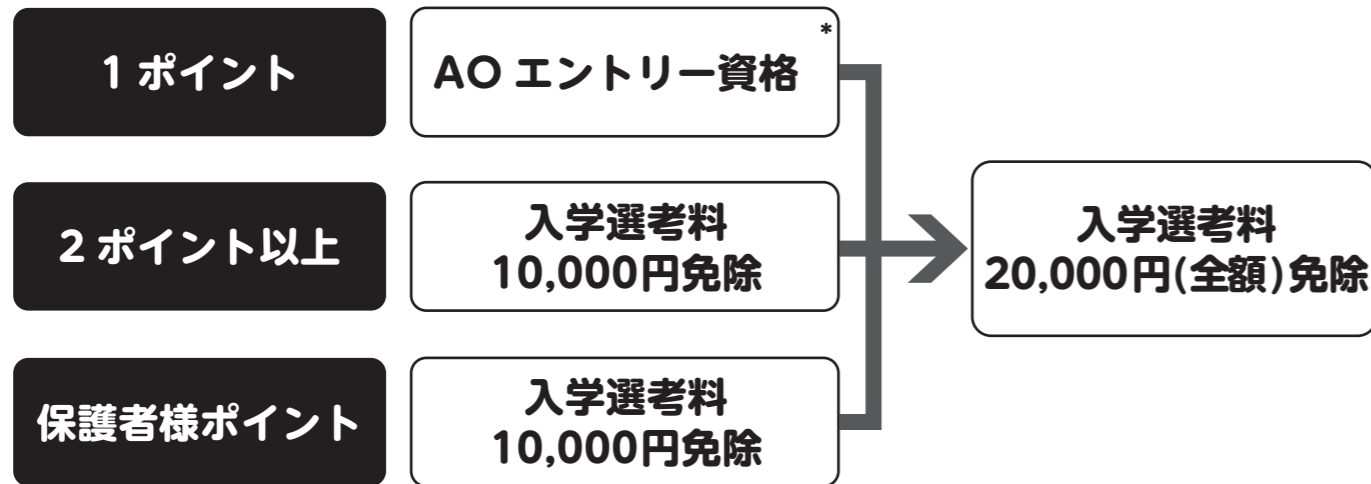 1 ポイント
AO エントリー資格
*
2 ポイント以上
入学選考料
10,000円免除
保護者様ポイント
入学選考料
10,000円免除
入学選考料
20,000円(全額)免除